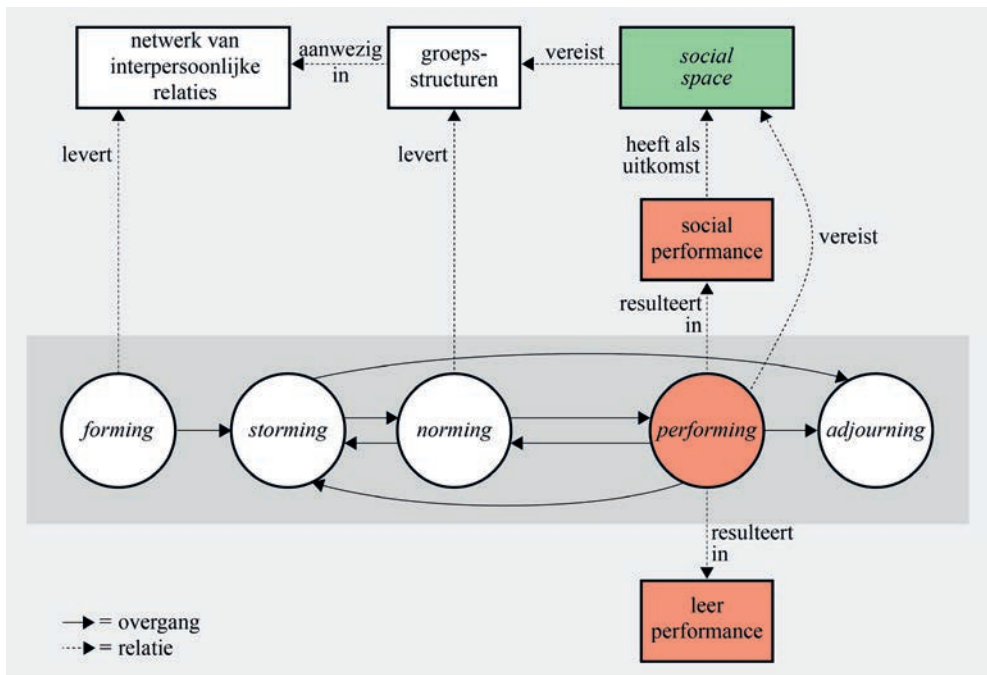 netwerk van
interpersoonlijke
relaties
aanwezig
in
groeps-
structuren
vereist
social
space
levert
levert
heeft als
uitkomst
social
performance
vereist
resulteert
in
forming
storming
norming
performing
adjourning
resulteert
in
leer
performance
= overgang
= relatie